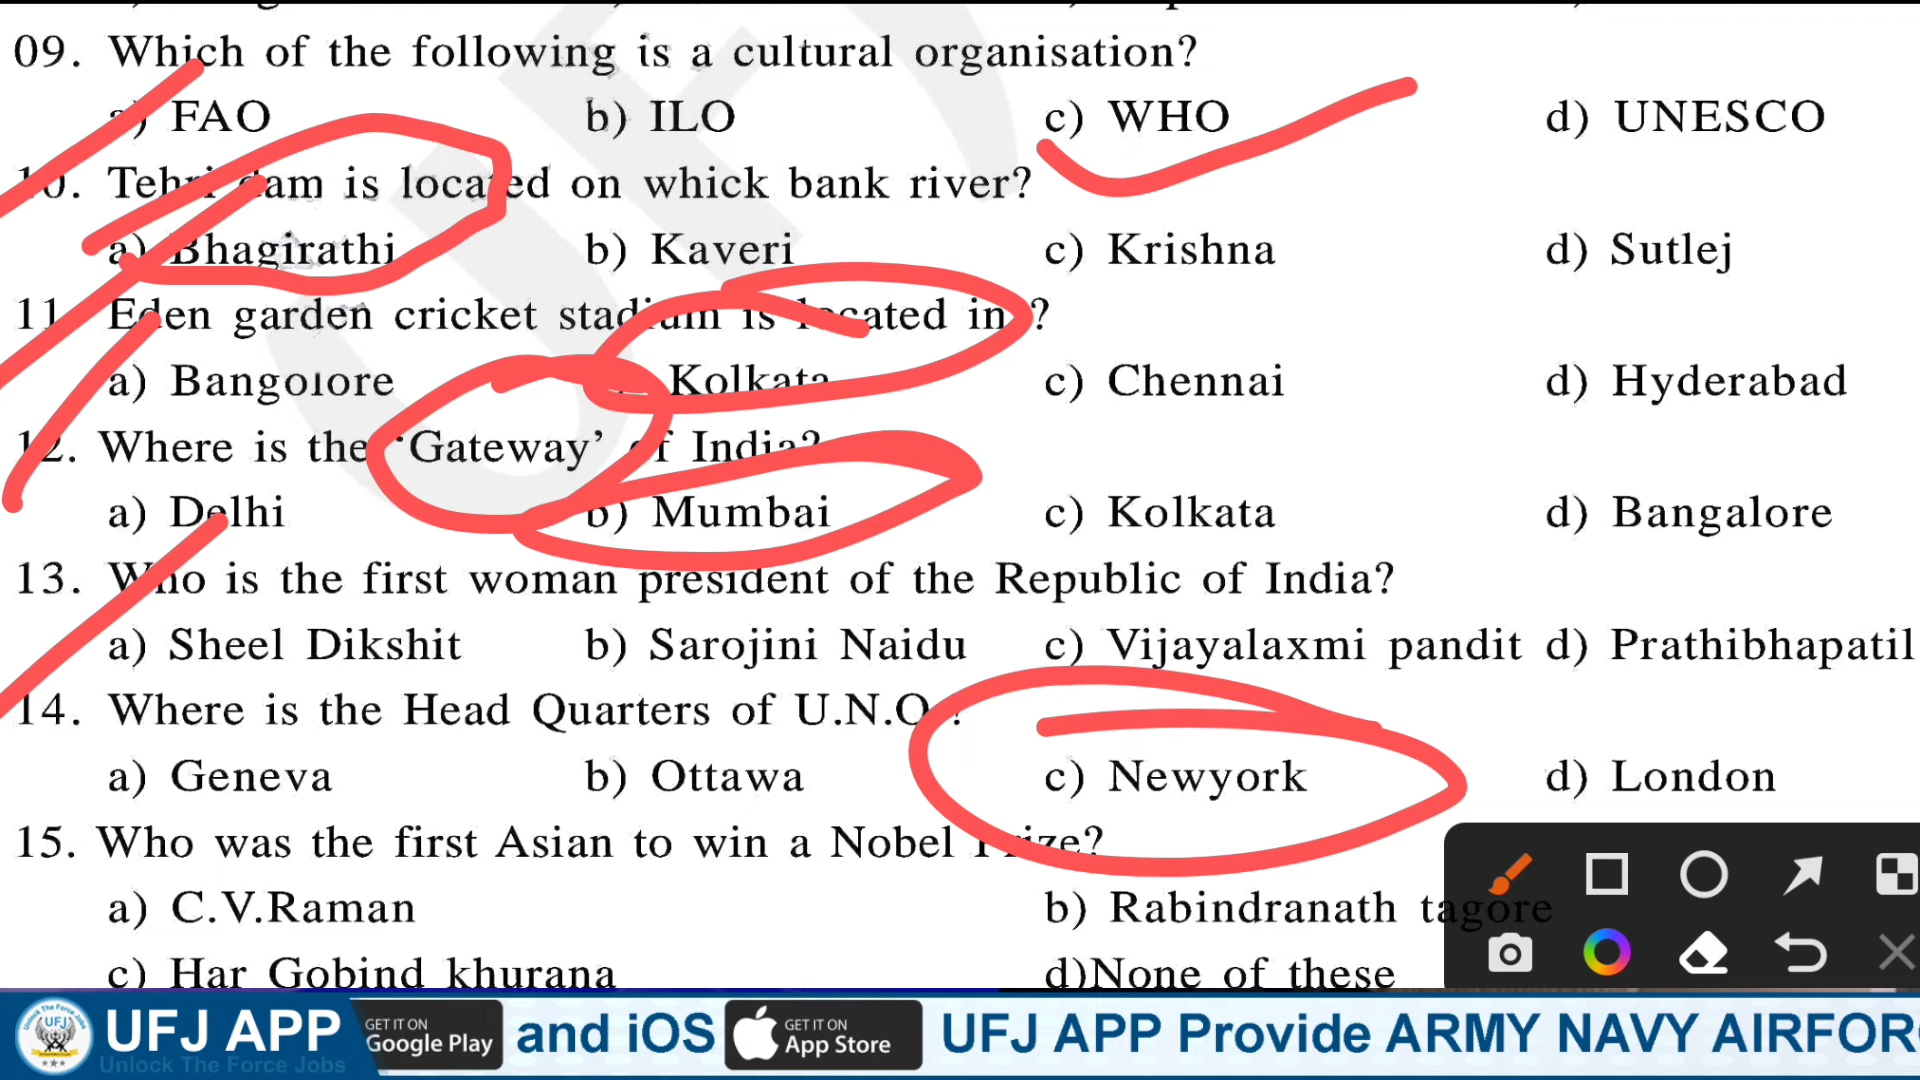 09. Which of the following is a cultural organisation?
a) FAO b) ILO c) WHO d) UNESCO
10. Tehri dam is located on whick bank river?
a) Bhagirathi b) Kaveri c) Krishna d) Sutlej
11. Eden garden cricket stadium is located in ?
a) Bangolore Kolkata c) Chennai d) Hyderabad
12. Where is the ‘Gateway’ of India?
a) Delhi b) Mumbai c) Kolkata d) Bangalore
13. Who is the first woman president of the Republic of India?
a) Sheel Dikshit b) Sarojini Naidu c) Vijayalaxmi pandit d) Prathibhapatil
14. Where is the Head Quarters of U.N.O ?
a) Geneva b) Ottawa c) Newyork d) London
15. Who was the first Asian to win a Nobel Prize?
a) C.V.Raman b) Rabindranath tagore
c) Har Gobind khurana d)None of these
UFJ UFJ APP GET IT ON Google Play and iOS GET IT ON App Store UFJ APP Provide ARMY NAVY AIRFOR
Unlock The Force Jobs